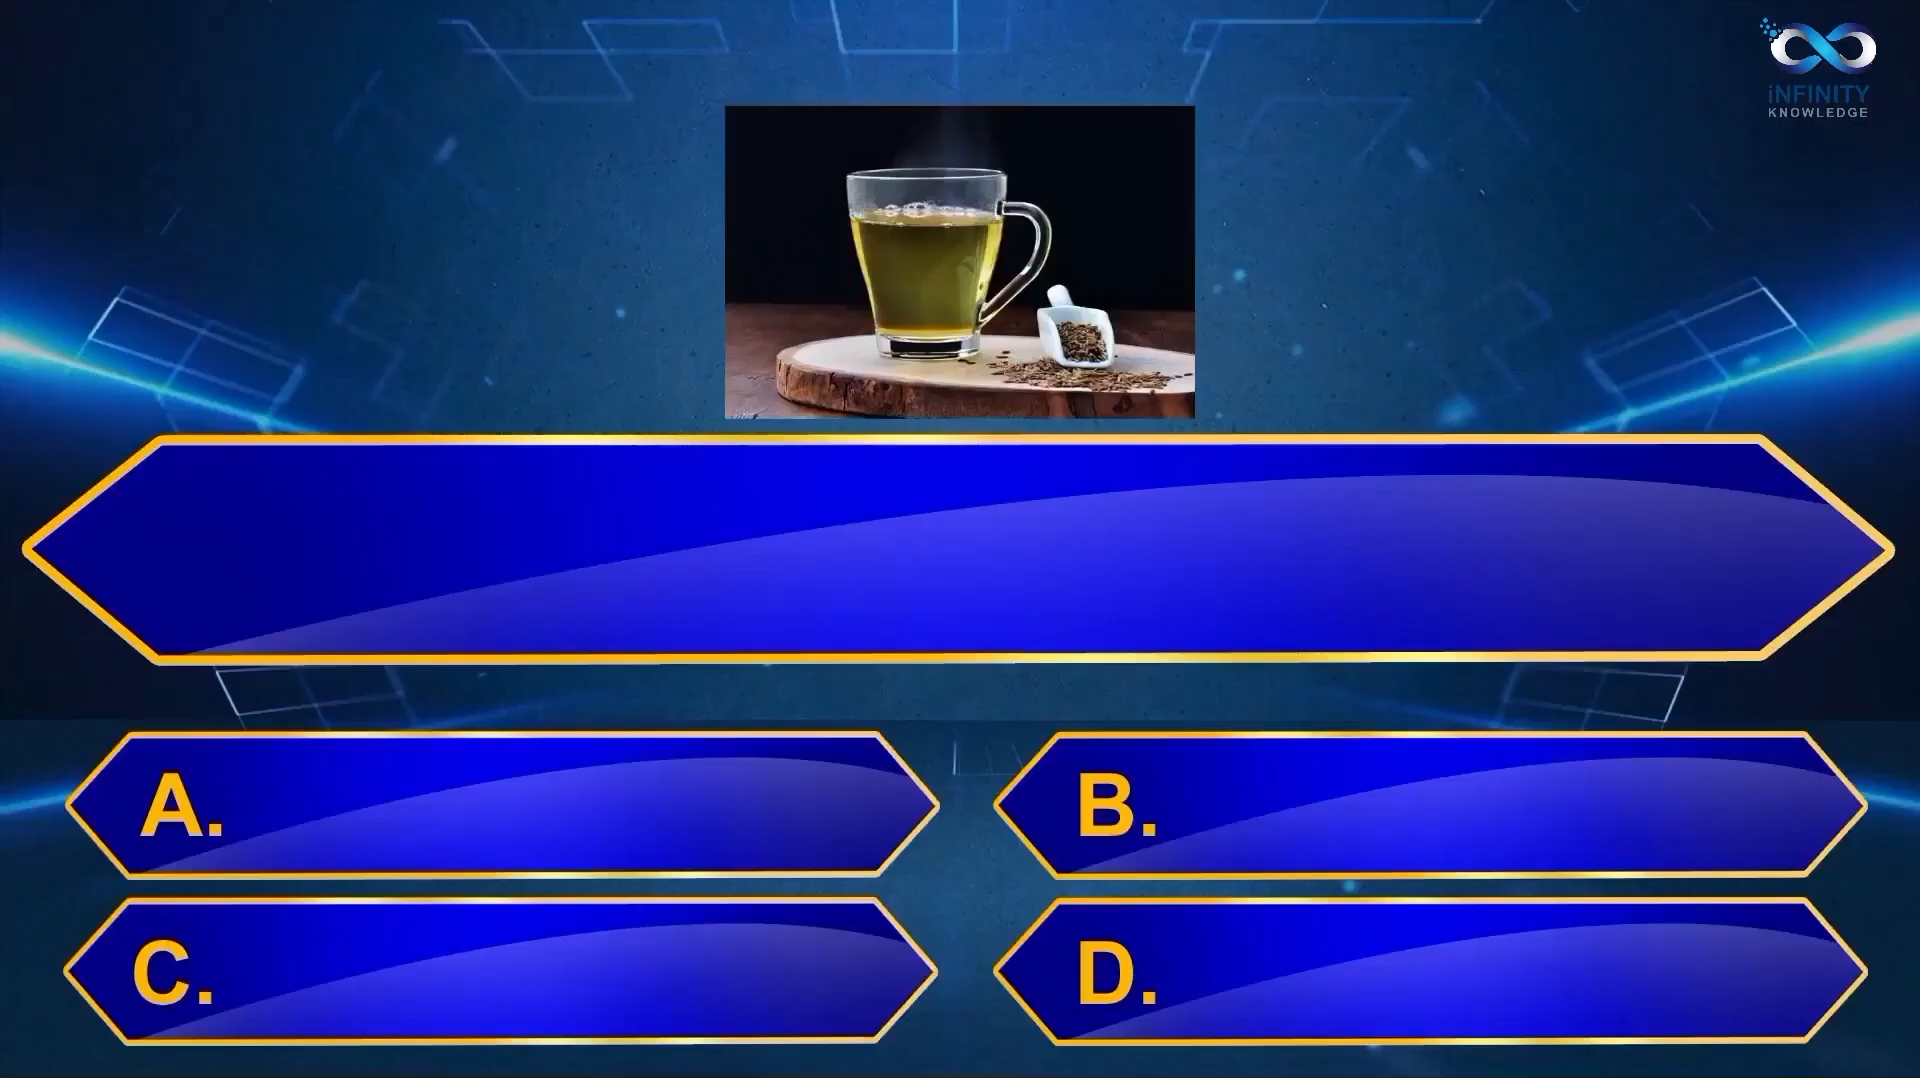 iNFINITY
KNOWLEDGE
A.
B.
C.
D.